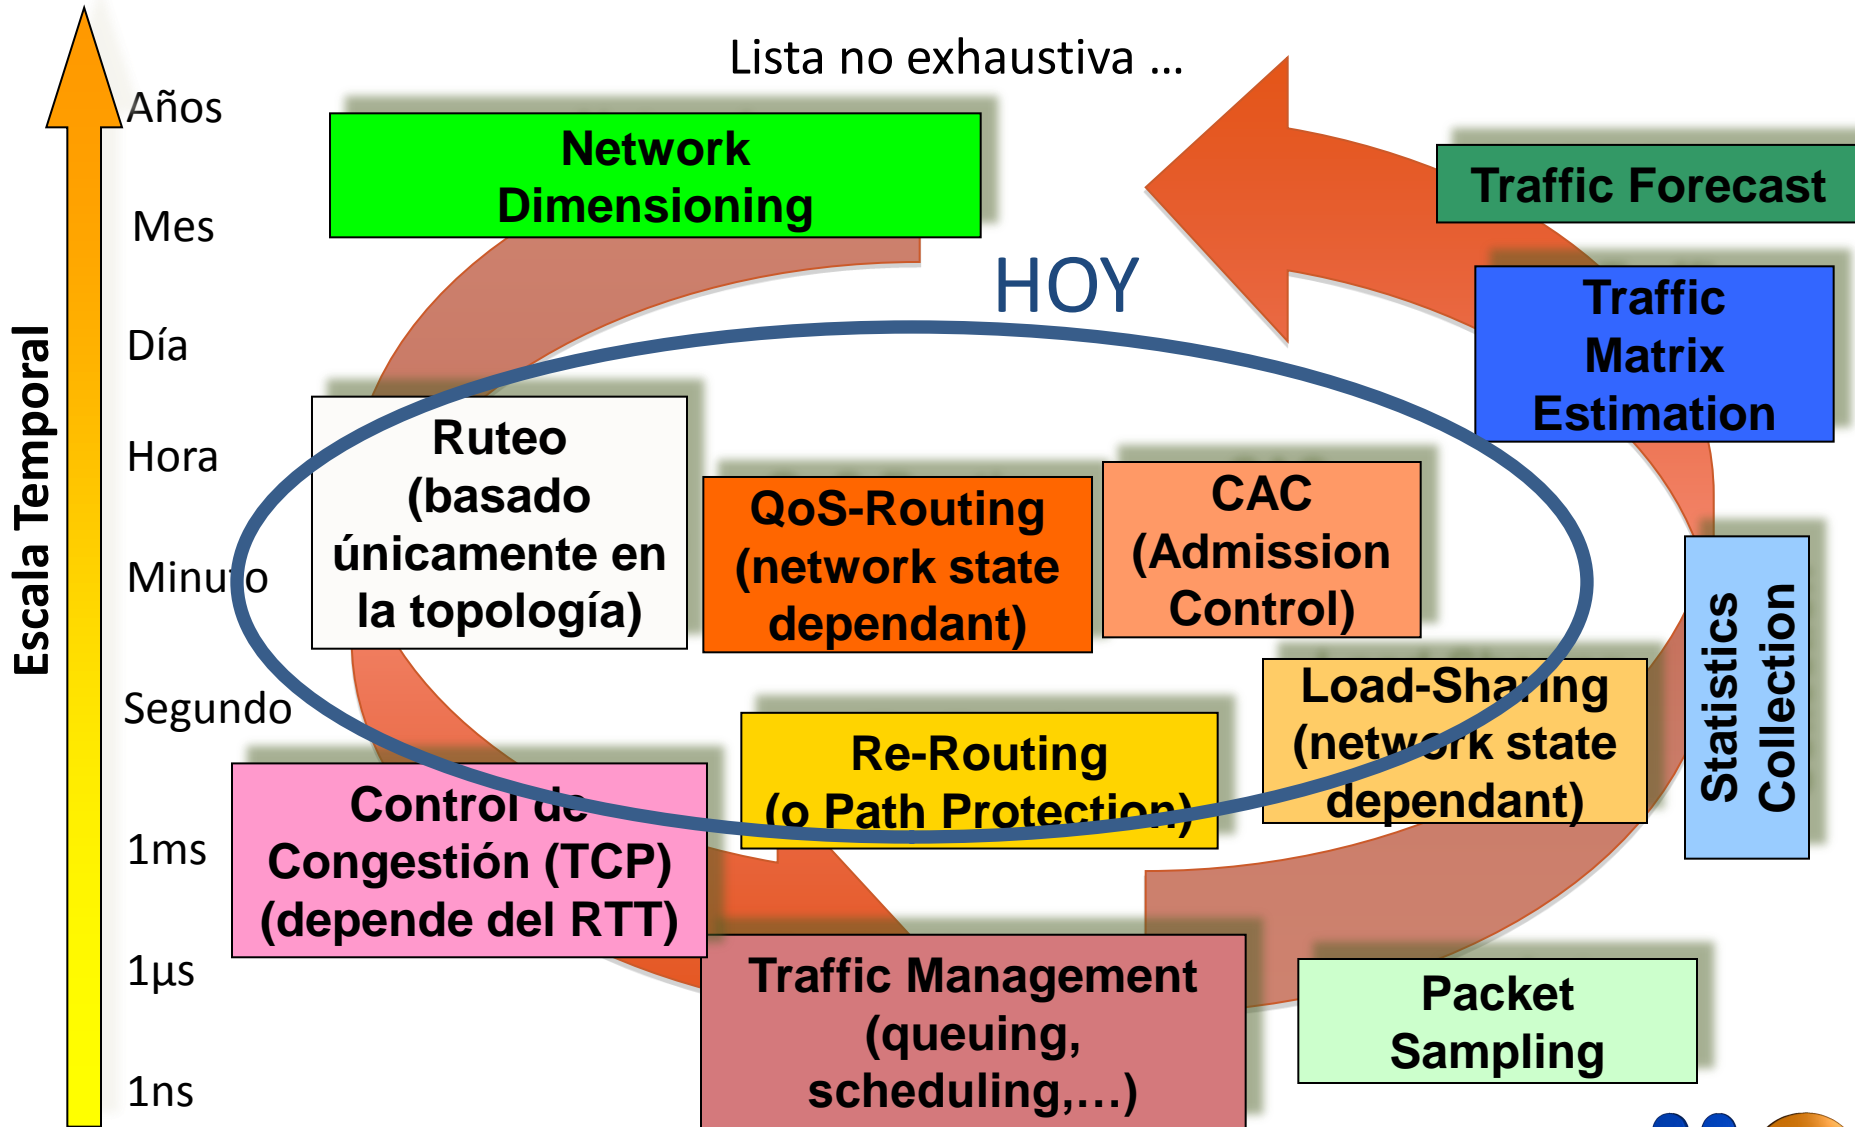 Lista no exhaustiva ...
Escala Temporal
Años
Mes
Día
Hora
Minuto
Segundo
1ms
1µs
1ns
Network
Dimensioning
HOY
Traffic Forecast
Traffic
Matrix
Estimation
Ruteo
(basado
únicamente en
la topología)
QoS-Routing
(network state
dependant)
CAC
(Admission
Control)
Load-Sharing
(network state
dependant)
Statistics
Collection
Re-Routing
(o Path Protection)
Control de
Congestión (TCP)
(depende del RTT)
Traffic Management
(queuing,
scheduling,...)
Packet
Sampling